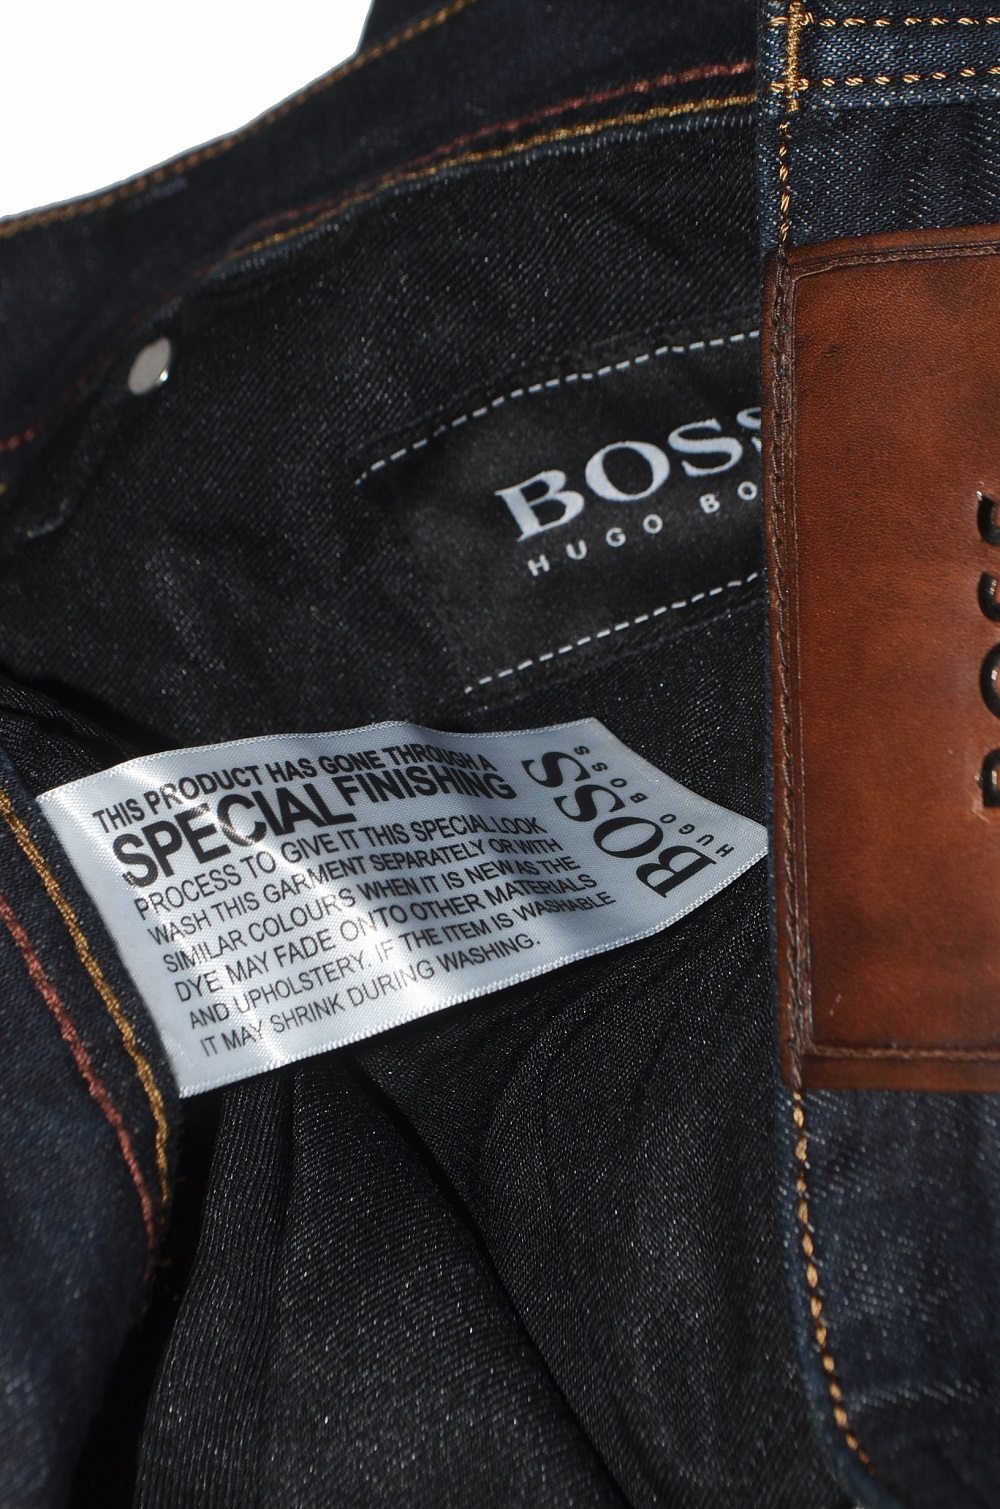 BOSS
HUGO BO
THIS PRODUCT HAS GONE THROUGH A
SPECIAL FINISHING
PROCESS TO GIVE IT THIS SPECIAL LOOK
WASH THIS GARMENT SEPARATELY OR WITH
SIMILAR COLOURS WHEN IT IS NEW AS THE
DYE MAY FADE ONTO OTHER MATERIALS
AND UPHOLSTERY. IF THE ITEM IS WASHABLE
IT MAY SHRINK DURING WASHING.
BOSS
HUGO BOSS
BOSS